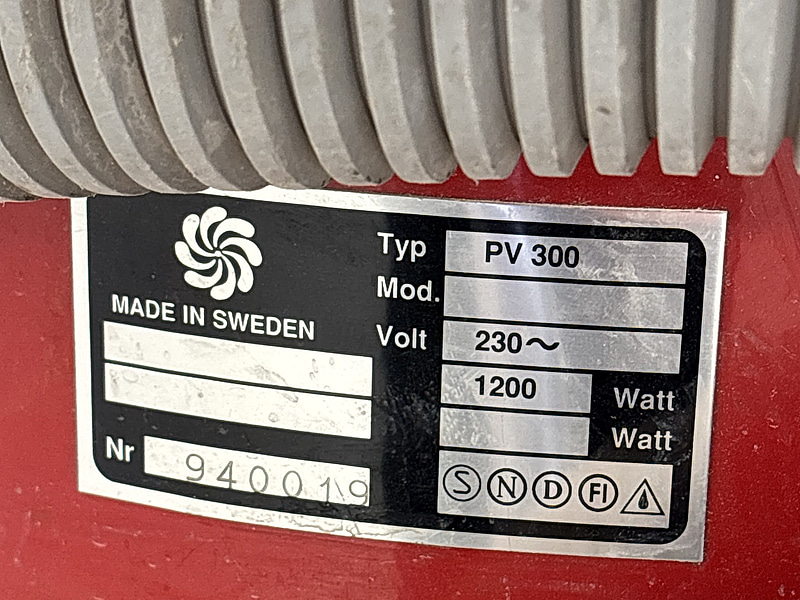 MADE IN SWEDEN
Nr 940019
Typ PV 300
Mod.
Volt 230~
1200 Watt
Watt
S N D FI